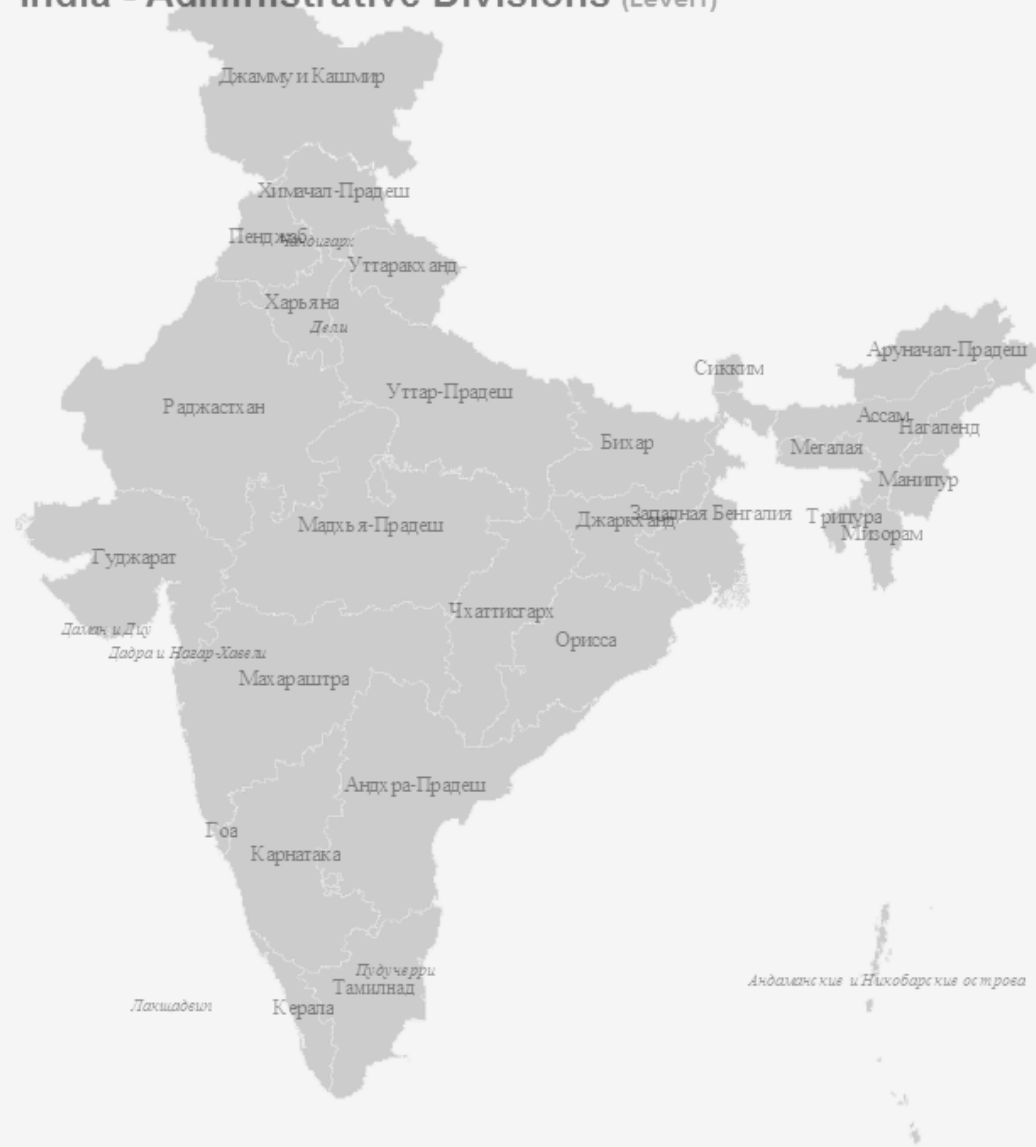 India - Administrative Divisions (Level1)
Джамму и Кашмир
Химачал-Прадеш
Пенджаб
Чандигарх
Уттаракханд
Харьяна
Дели
Аруначал-Прадеш
Сикким
Уттар-Прадеш
Раджастхан
Ассам
Нагаленд
Бихар
Мегалая
Манипур
Западная Бенгалия
Джаркханд
Трипура
Мадхья-Прадеш
Мизорам
Гуджарат
Чхаттисгарх
Даман и Диу
Орисса
Дадра и Нагар-Хавели
Махараштра
Андхра-Прадеш
Гоа
Карнатака
Пудучерри
Андаманские и Никобарские острова
Тамилнад
Лакшадвип
Керала